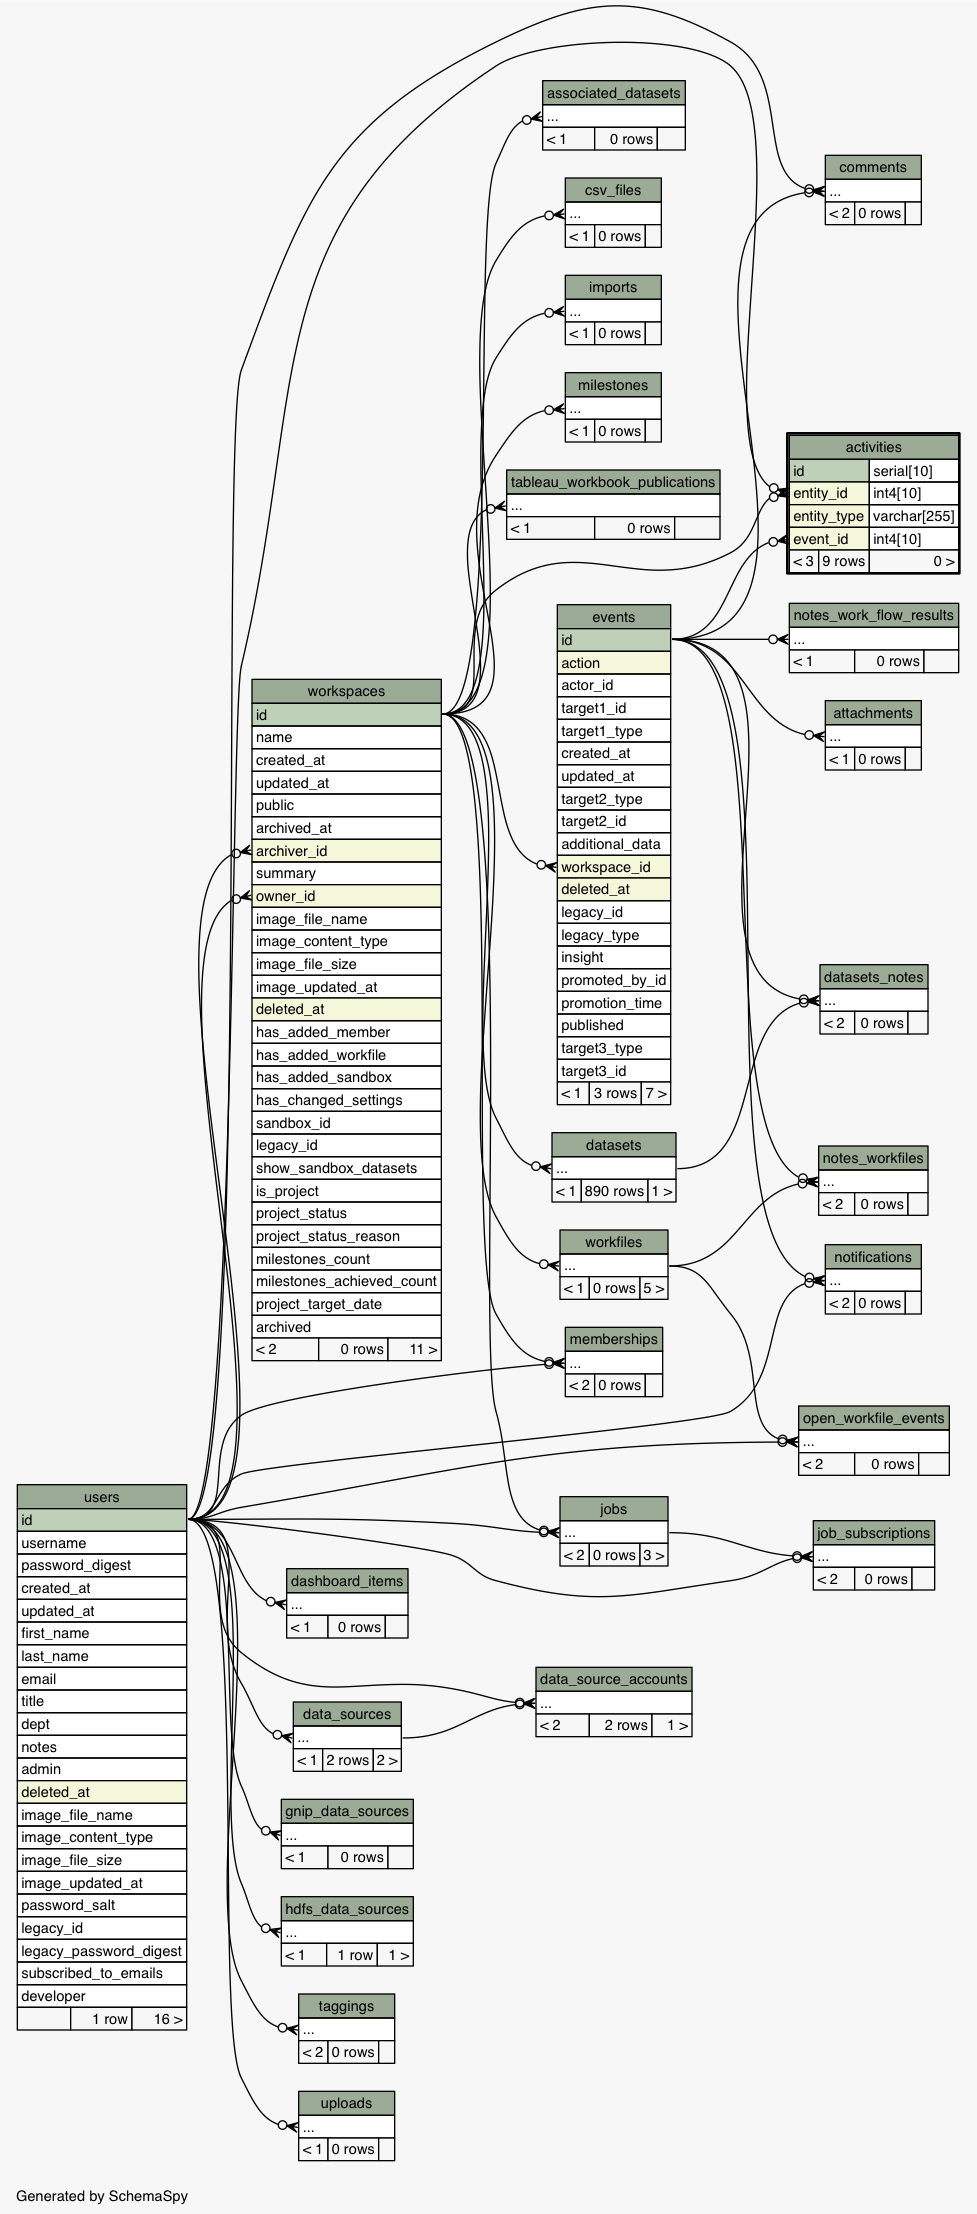 associated_datasets
...
< 1 0 rows
csv_files
...
< 1 0 rows
imports
...
< 1 0 rows
milestones
...
< 1 0 rows
tableau_workbook_publications
...
< 1 0 rows
comments
...
< 2 0 rows
activities
id serial[10]
entity_id int4[10]
entity_type varchar[255]
event_id int4[10]
< 3 9 rows 0 >
notes_work_flow_results
...
< 1 0 rows
attachments
...
< 1 0 rows
events
id
action
actor_id
target1_id
target1_type
created_at
updated_at
target2_type
target2_id
additional_data
workspace_id
deleted_at
legacy_id
legacy_type
insight
promoted_by_id
promotion_time
published
target3_type
target3_id
< 1 3 rows 7 >
workspaces
id
name
created_at
updated_at
public
archived_at
archiver_id
summary
owner_id
image_file_name
image_content_type
image_file_size
image_updated_at
deleted_at
has_added_member
has_added_workfile
has_added_sandbox
has_changed_settings
sandbox_id
legacy_id
show_sandbox_datasets
is_project
project_status
project_status_reason
milestones_count
milestones_achieved_count
project_target_date
archived
< 2 0 rows 11 >
datasets_notes
...
< 2 0 rows
datasets
...
< 1 890 rows 1 >
notes_workfiles
...
< 2 0 rows
workfiles
...
< 1 0 rows 5 >
notifications
...
< 2 0 rows
memberships
...
< 2 0 rows
open_workfile_events
...
< 2 0 rows
jobs
...
< 2 0 rows 3 >
job_subscriptions
...
< 2 0 rows
users
id
username
password_digest
created_at
updated_at
first_name
last_name
email
title
dept
notes
admin
deleted_at
image_file_name
image_content_type
image_file_size
image_updated_at
password_salt
legacy_id
legacy_password_digest
subscribed_to_emails
developer
1 row 16 >
dashboard_items
...
< 1 0 rows
data_source_accounts
...
< 2 2 rows 1 >
data_sources
...
< 1 2 rows 2 >
gnip_data_sources
...
< 1 0 rows
hdfs_data_sources
...
< 1 1 row 1 >
taggings
...
< 2 0 rows
uploads
...
< 1 0 rows
Generated by SchemaSpy